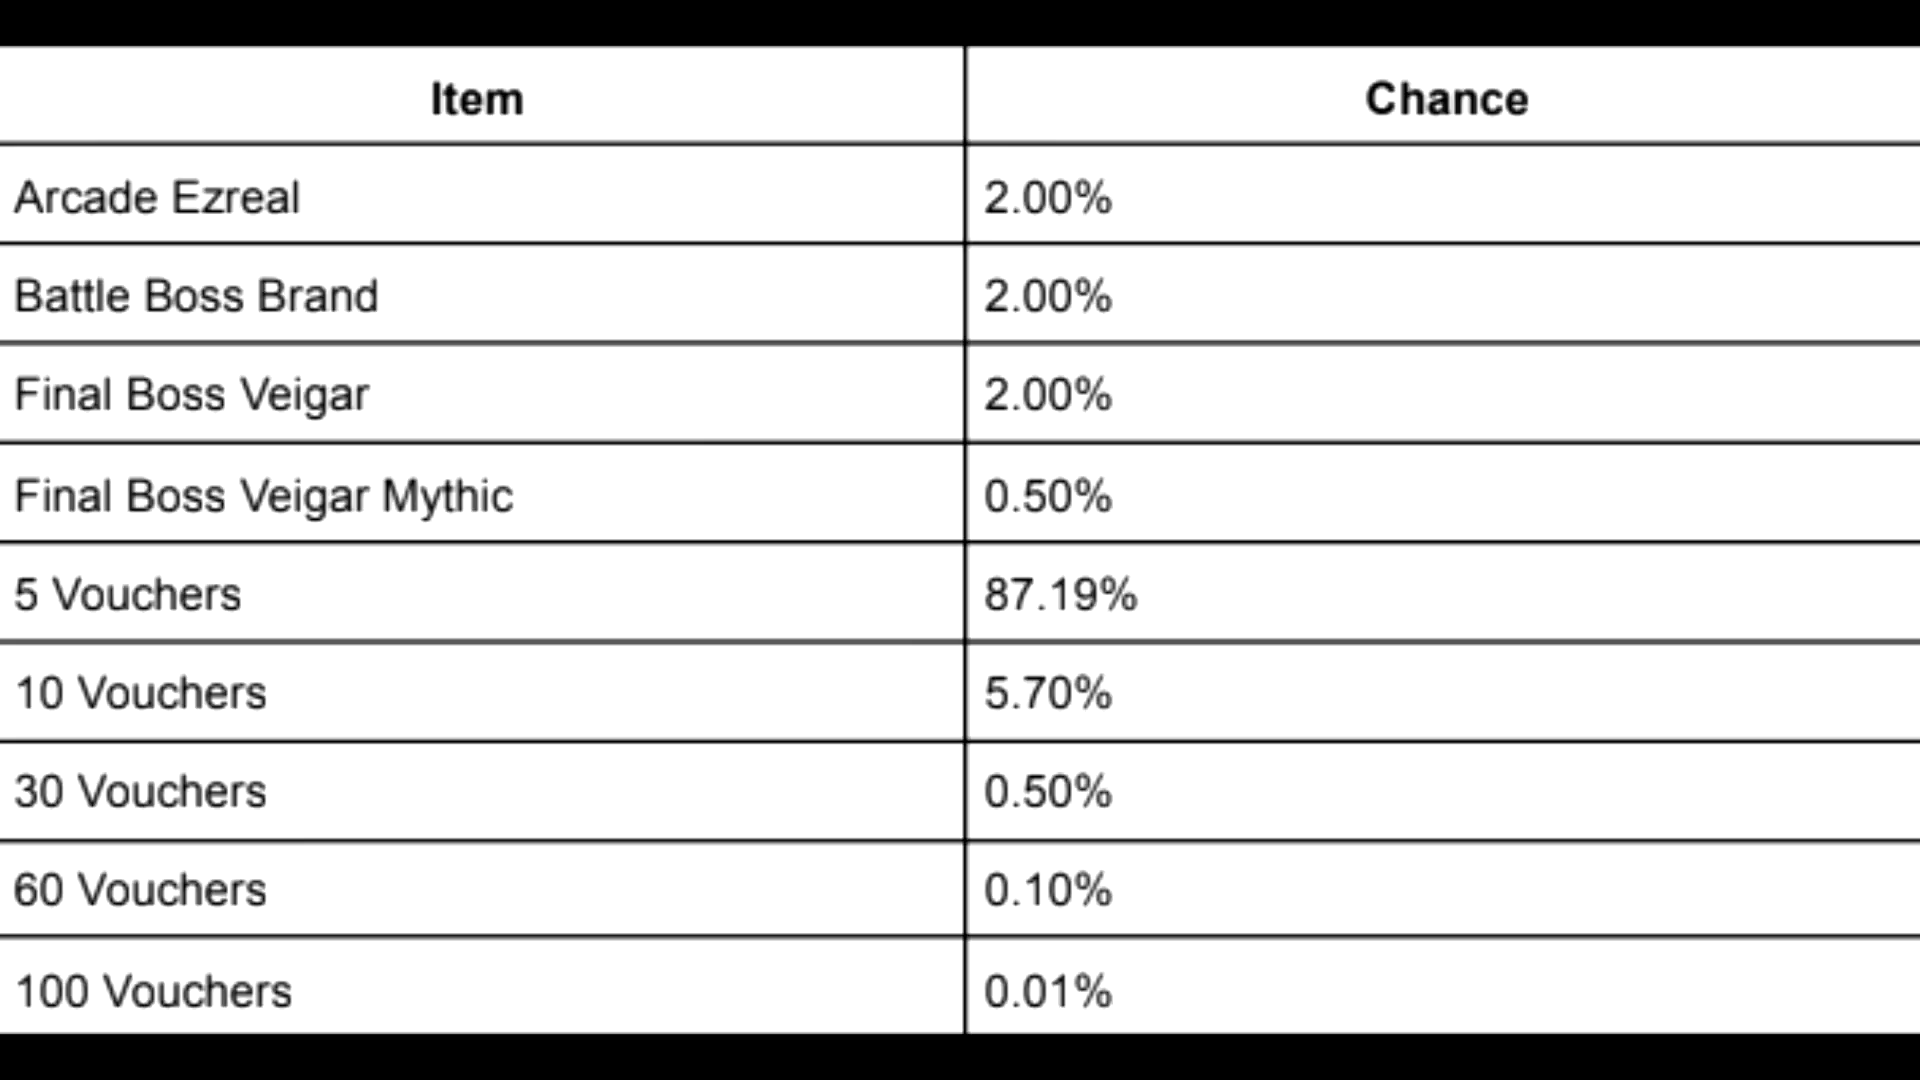 Item Chance
Arcade Ezreal 2.00%
Battle Boss Brand 2.00%
Final Boss Veigar 2.00%
Final Boss Veigar Mythic 0.50%
5 Vouchers 87.19%
10 Vouchers 5.70%
30 Vouchers 0.50%
60 Vouchers 0.10%
100 Vouchers 0.01%